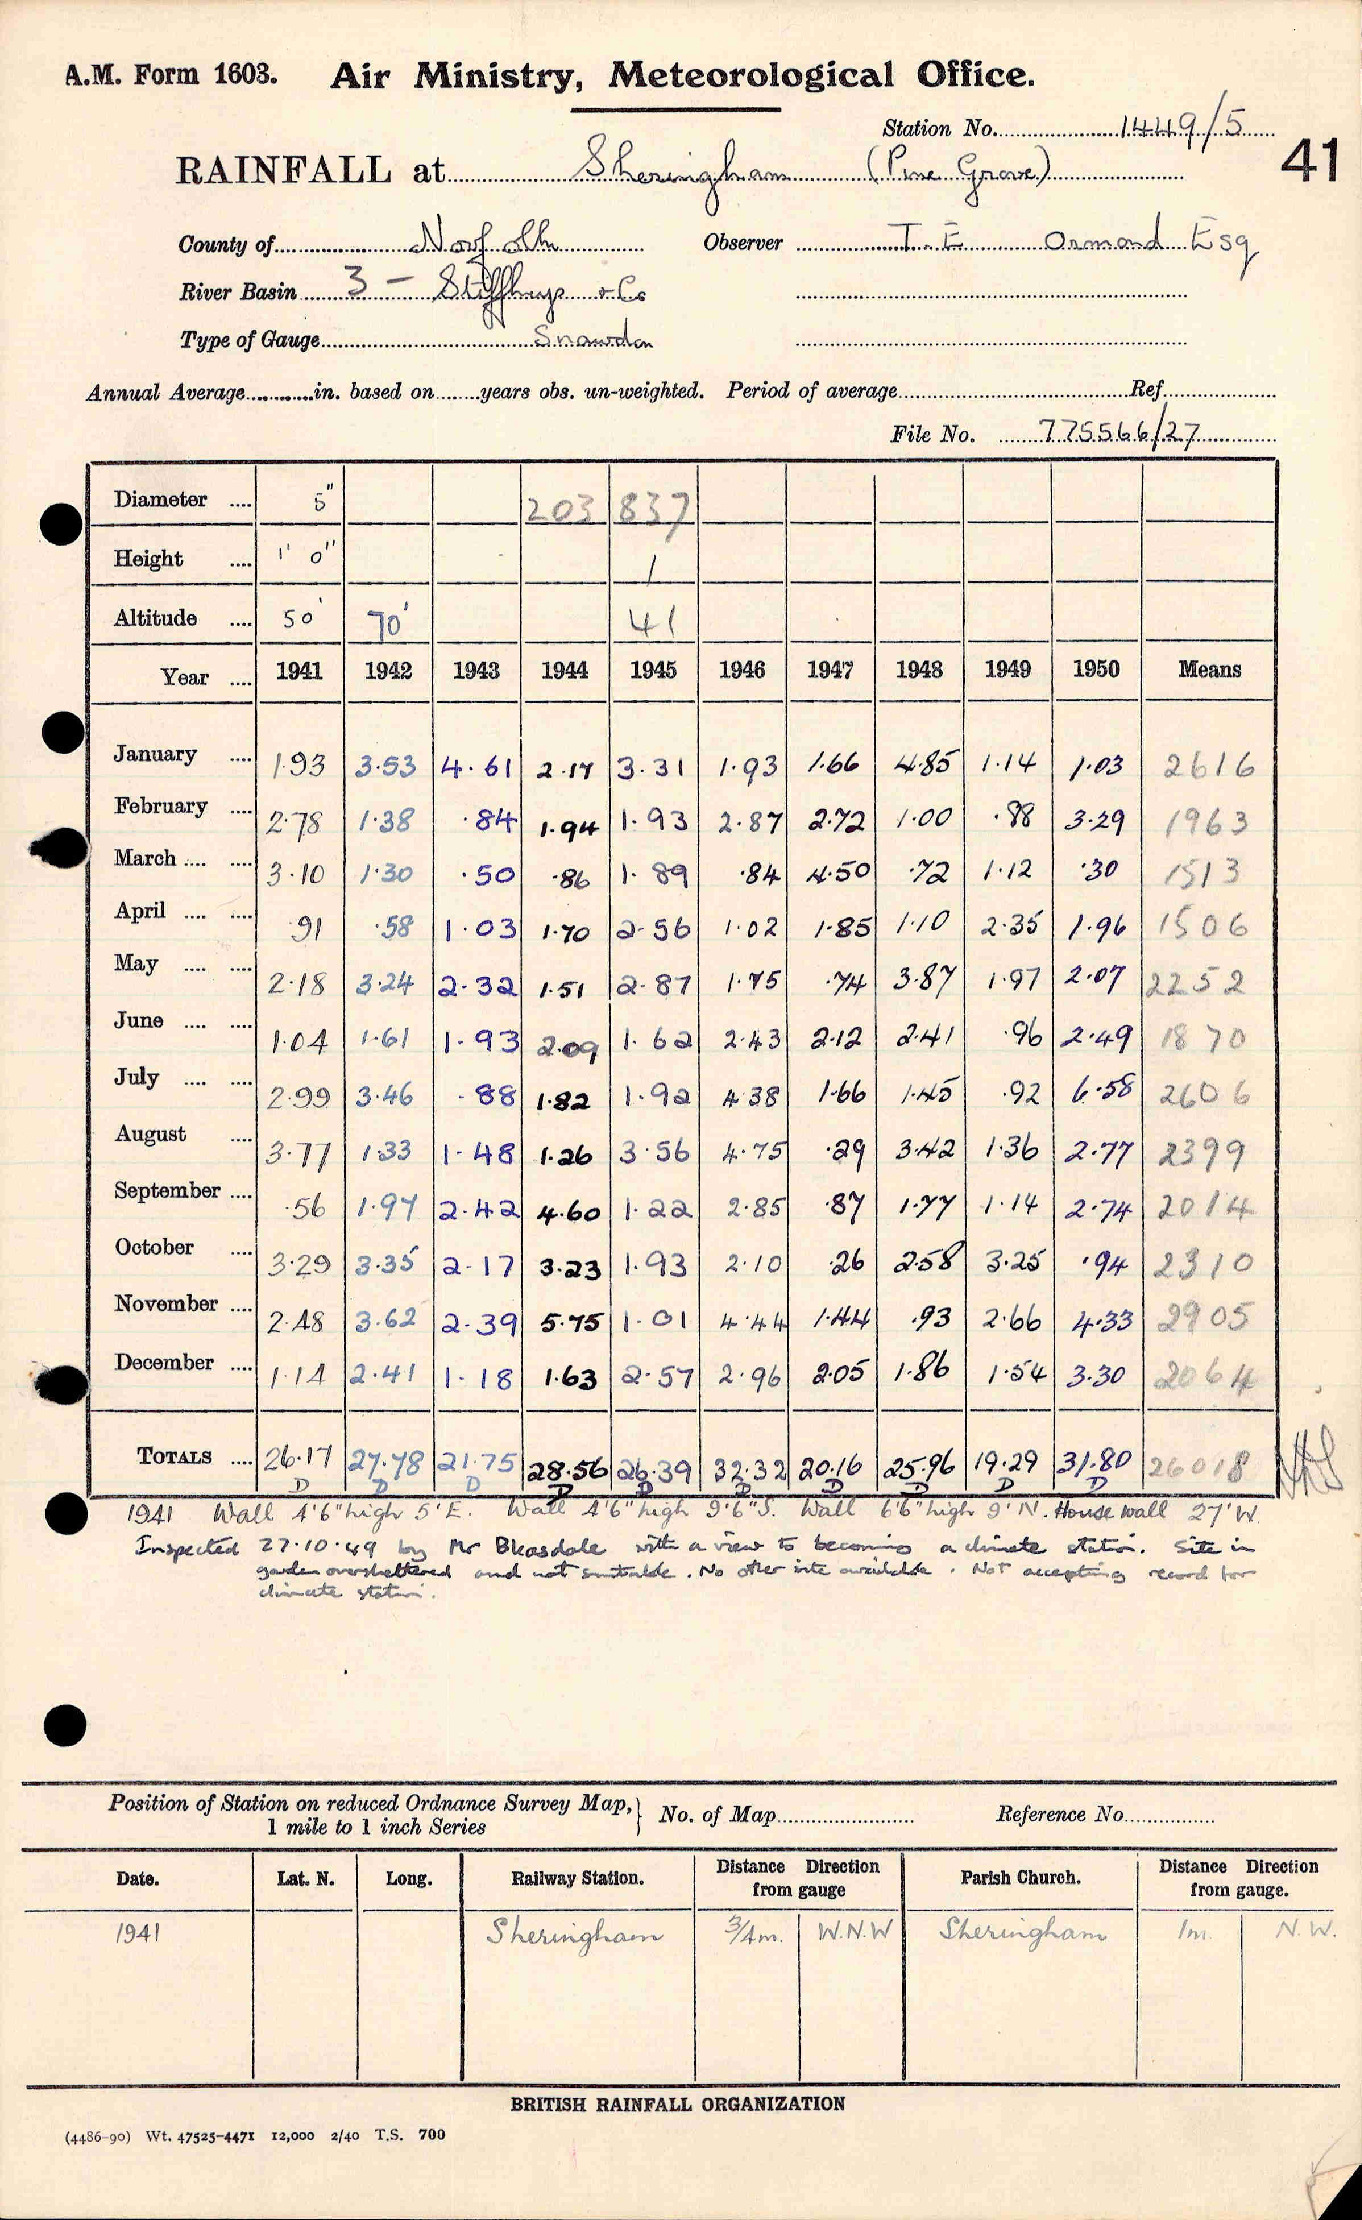 A.M. Form 1603. Air Ministry, Meteorological Office.
Station No. 1449/5
41
RAINFALL at Sheringham (Pine Grove)
County of Norfolk Observer T. E Ormond Esq
River Basin 3 - Stiffkey & Co
Type of Gauge Snowdon
Annual Average in. based on years obs. un-weighted. Period of average Ref
File No. 775566/27
Diameter .... 5" 203 837
Height .... 1' 0" 1
Altitude .... 50' 70' 41
Year .... 1941 1942 1943 1944 1945 1946 1947 1948 1949 1950 Means
January .... 1.93 3.53 4.61 2.17 3.31 1.93 1.66 4.85 1.14 1.03 2616
February .... 2.78 1.38 .84 1.94 1.93 2.87 2.72 1.00 .88 3.29 1963
March .... .... 3.10 1.30 .50 .86 1.89 .84 4.50 .72 1.12 .30 1513
April .... .... .91 .58 1.03 1.70 2.56 1.02 1.85 1.10 2.35 1.96 1506
May .... .... 2.18 3.24 2.32 1.51 2.87 1.75 .74 3.87 1.97 2.07 2252
June .... .... 1.04 1.61 1.93 2.09 1.62 2.43 2.12 2.41 .96 2.49 1870
July .... .... 2.99 3.46 .88 1.82 1.92 4.38 1.66 1.45 .92 6.58 2606
August .... 3.77 1.33 1.48 1.26 3.56 4.75 .29 3.42 1.36 2.77 2399
September .... .56 1.97 2.42 4.60 1.22 2.85 .87 1.77 1.14 2.74 2014
October .... 3.29 3.35 2.17 3.23 1.93 2.10 .26 2.58 3.25 .94 2310
November .... 2.48 3.62 2.39 5.75 1.01 4.44 1.44 .93 2.66 4.33 2905
December .... 1.14 2.41 1.18 1.63 2.57 2.96 2.05 1.86 1.54 3.30 2064
TOTALS .... 26.17 27.78 21.75 28.56 26.39 32.32 20.16 25.96 19.29 31.80 26018
D D D D D D D D D D
1941 Wall 4'6" high 5' E. Wall 4'6" high 9'6" S. Wall 6'6" high 9' N. House wall 27' W.
Inspected 27.10.49 by Mr Bleasdale with a view to becoming a climate station. Site in
garden oversheltered and not suitable. No other site available. Not accepting record for
climate station.
Position of Station on reduced Ordnance Survey Map, 1 mile to 1 inch Series } No. of Map Reference No.
Date. Lat. N. Long. Railway Station. Distance Direction from gauge Parish Church. Distance Direction from gauge.
1941 Sheringham 3/4 m. W.N.W Sheringham 1m. N.W.
BRITISH RAINFALL ORGANIZATION
(4486-90) Wt. 47525-4471 12,000 2/40 T.S. 700